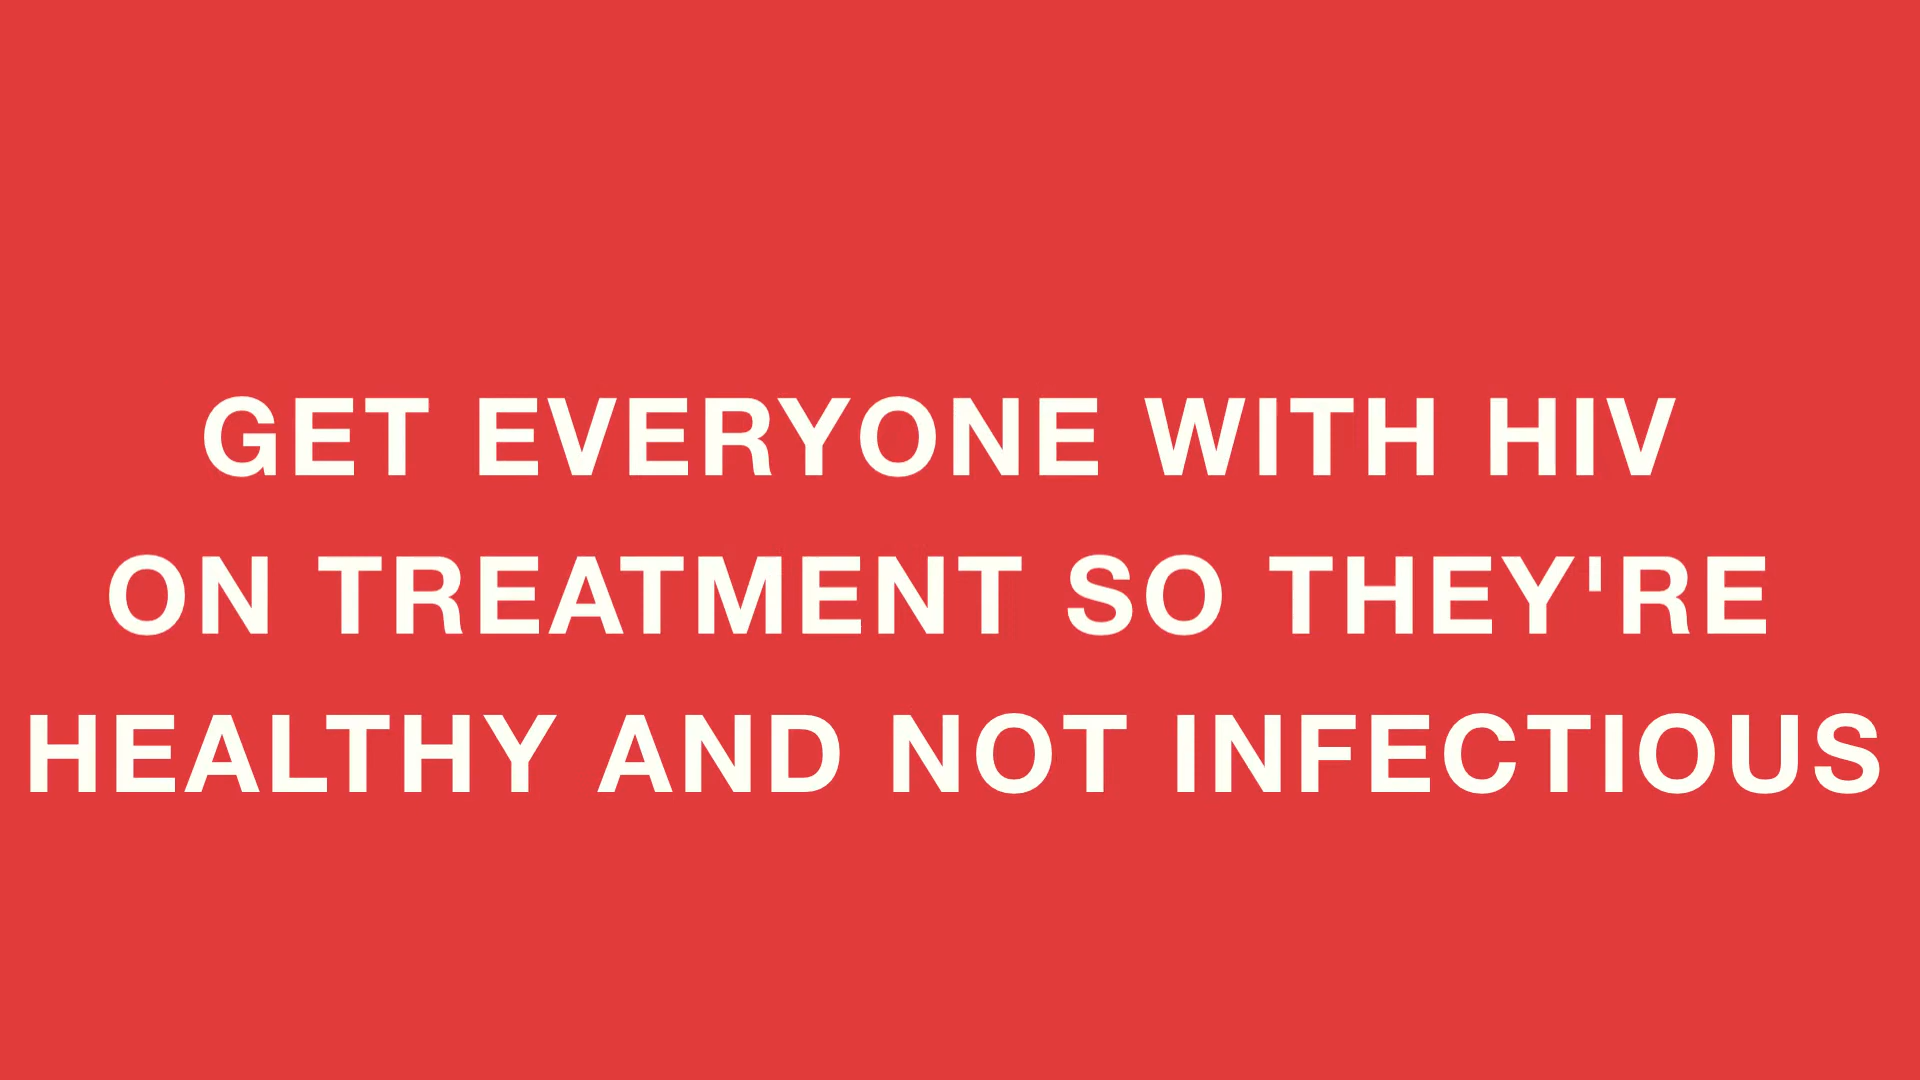 GET EVERYONE WITH HIV
ON TREATMENT SO THEY'RE
HEALTHY AND NOT INFECTIOUS